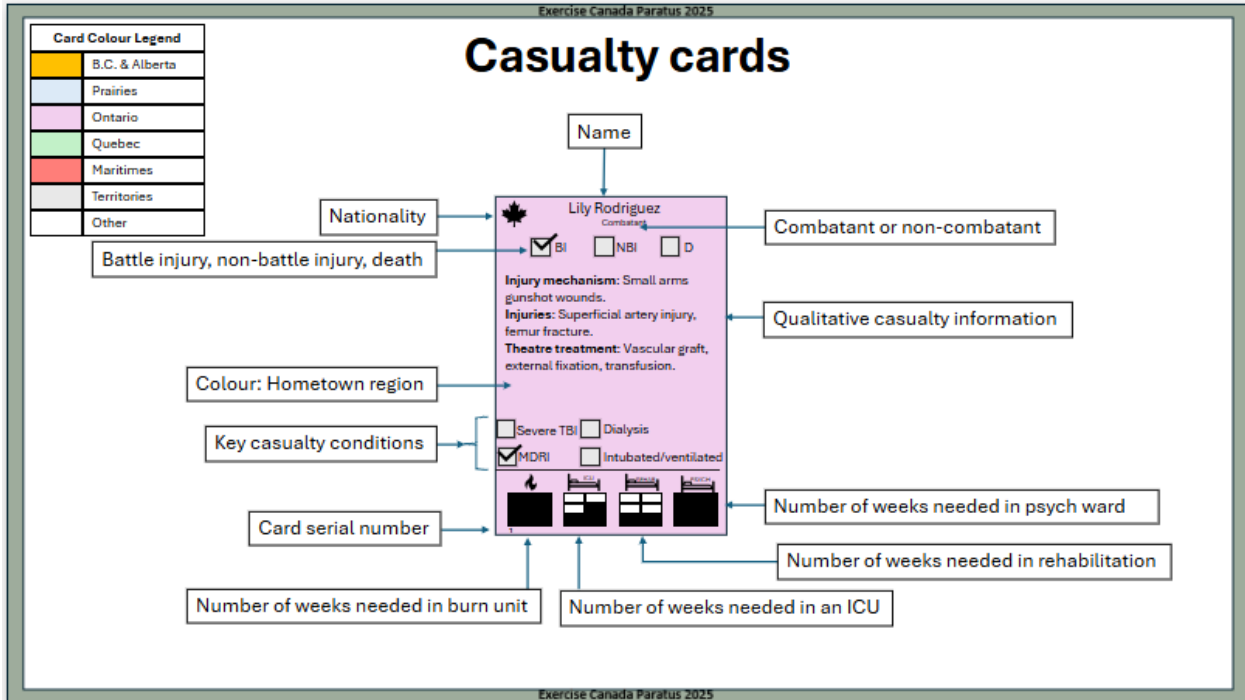 Exercise Canada Paratus 2025
Card Colour Legend
B.C. & Alberta
Prairies
Ontario
Quebec
Maritimes
Territories
Other
Casualty cards
Name
Nationality
Battle injury, non-battle injury, death
Colour: Hometown region
Key casualty conditions
Card serial number
Lily Rodriguez
Combatant
BI NBI D
Injury mechanism: Small arms
gunshot wounds.
Injuries: Superficial artery injury,
femur fracture.
Theatre treatment: Vascular graft,
external fixation, transfusion.
Severe TBI Dialysis
MDRI Intubated/ventilated
ICU
1
Combatant or non-combatant
Qualitative casualty information
Number of weeks needed in psych ward
Number of weeks needed in rehabilitation
Number of weeks needed in burn unit
Number of weeks needed in an ICU
Exercise Canada Paratus 2025